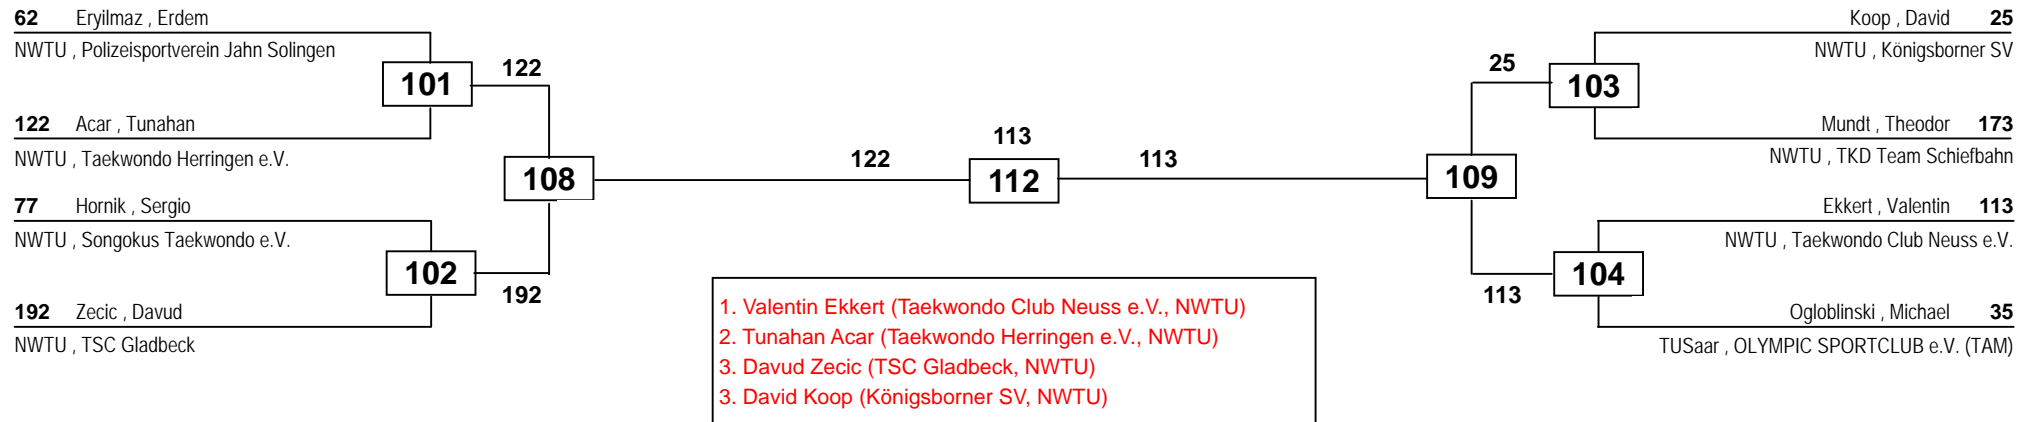 62 Eryilmaz , Erdem
NWTU , Polizeisportverein Jahn Solingen
101
122
122 Acar , Tunahan
NWTU , Taekwondo Herringen e.V.
108
77 Hornik , Sergio
NWTU , Songokus Taekwondo e.V.
102
192
192 Zecic , Davud
NWTU , TSC Gladbeck
122
113
112
113
Koop , David 25
NWTU , Königsborner SV
25
103
Mundt , Theodor 173
NWTU , TKD Team Schiefbahn
109
Ekkert , Valentin 113
NWTU , Taekwondo Club Neuss e.V.
104
113
Ogloblinski , Michael 35
TUSaar , OLYMPIC SPORTCLUB e.V. (TAM)
1. Valentin Ekkert (Taekwondo Club Neuss e.V., NWTU)
2. Tunahan Acar (Taekwondo Herringen e.V., NWTU)
3. Davud Zecic (TSC Gladbeck, NWTU)
3. David Koop (Königsborner SV, NWTU)